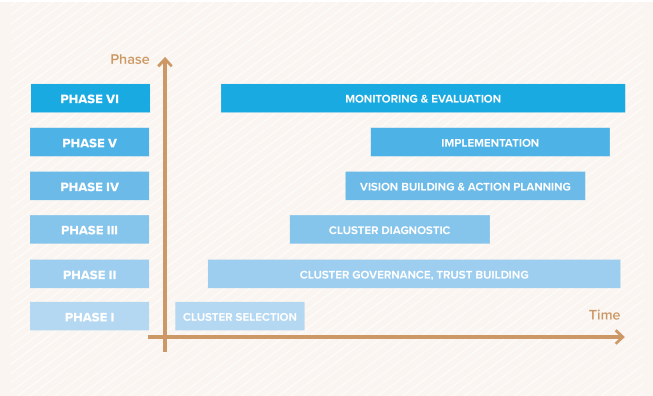 Phase
PHASE VI
MONITORING & EVALUATION
PHASE V
IMPLEMENTATION
PHASE IV
VISION BUILDING & ACTION PLANNING
PHASE III
CLUSTER DIAGNOSTIC
PHASE II
CLUSTER GOVERNANCE, TRUST BUILDING
PHASE I
CLUSTER SELECTION
Time